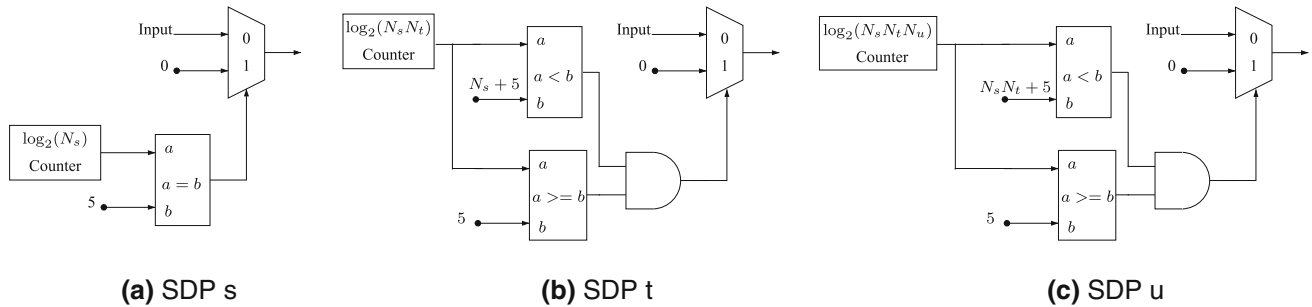 Input
0
0
1
log₂(Nₛ)
Counter
a
a = b
5
b
(a) SDP s
log₂(NₛNₜ)
Counter
a
a < b
Nₛ + 5
b
Input
0
0
1
a
a >= b
5
b
(b) SDP t
log₂(NₛNₜNᵤ)
Counter
a
a < b
NₛNₜ + 5
b
Input
0
0
1
a
a >= b
5
b
(c) SDP u